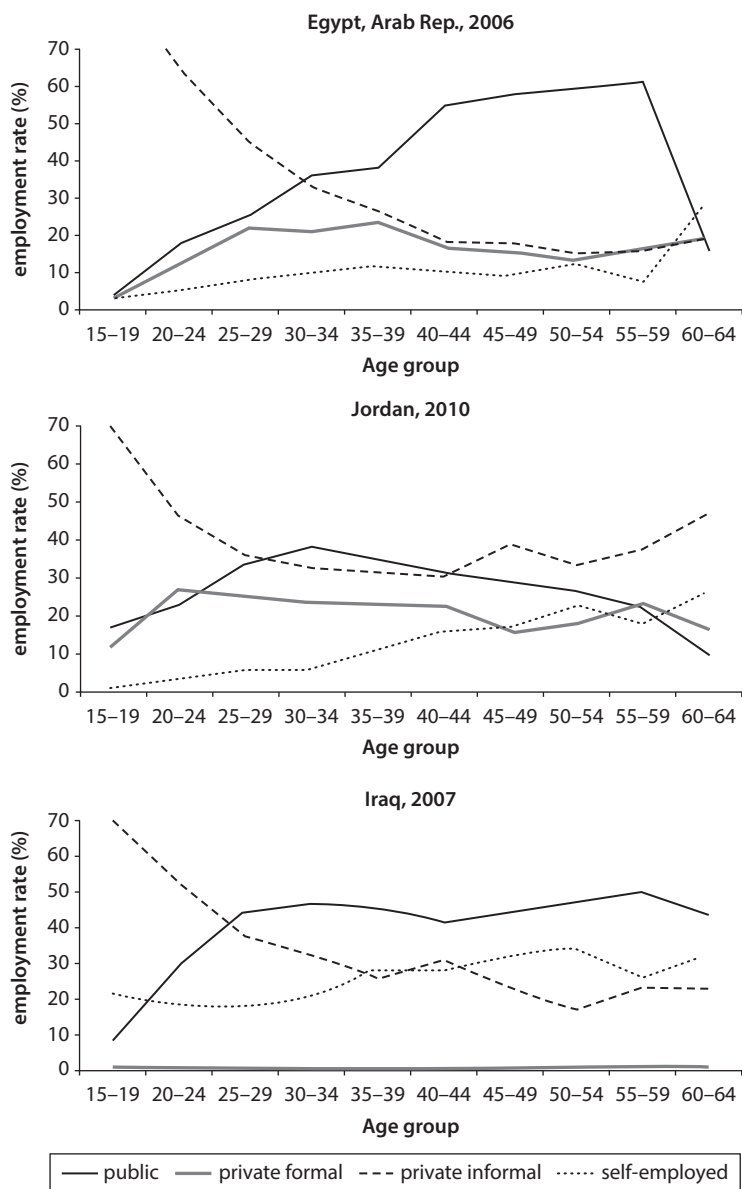 Egypt, Arab Rep., 2006
employment rate (%)
70
60
50
40
30
20
10
0
15–19 20–24 25–29 30–34 35–39 40–44 45–49 50–54 55–59 60–64
Age group
Jordan, 2010
employment rate (%)
70
60
50
40
30
20
10
0
15–19 20–24 25–29 30–34 35–39 40–44 45–49 50–54 55–59 60–64
Age group
Iraq, 2007
employment rate (%)
70
60
50
40
30
20
10
0
15–19 20–24 25–29 30–34 35–39 40–44 45–49 50–54 55–59 60–64
Age group
public private formal private informal self-employed